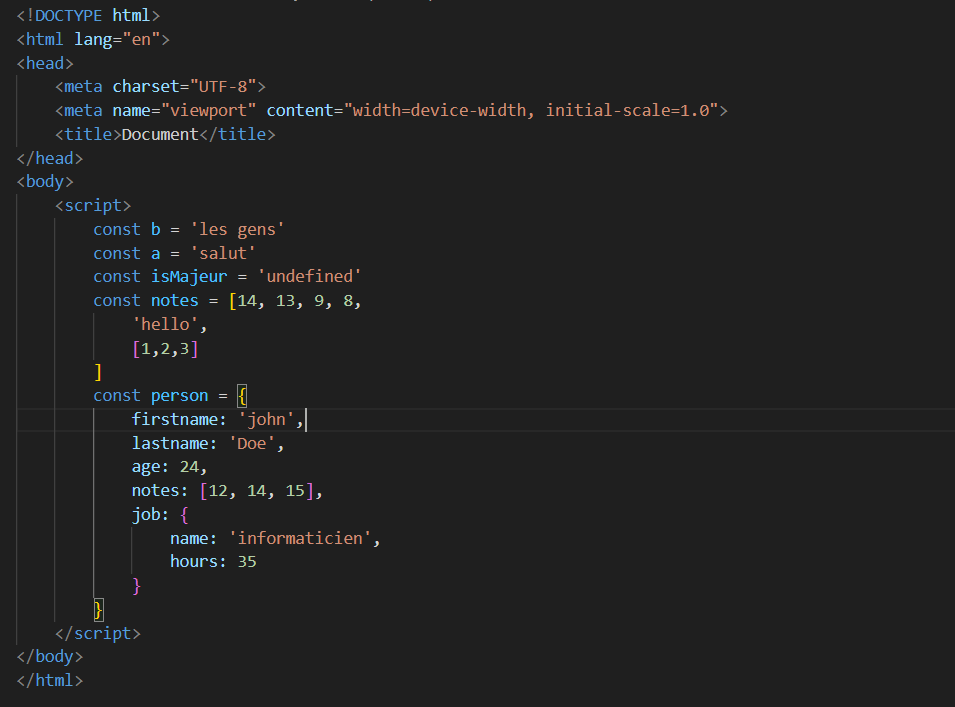 <!DOCTYPE html>
<html lang="en">
<head>
    <meta charset="UTF-8">
    <meta name="viewport" content="width=device-width, initial-scale=1.0">
    <title>Document</title>
</head>
<body>
    <script>
        const b = 'les gens'
        const a = 'salut'
        const isMajeur = 'undefined'
        const notes = [14, 13, 9, 8,
            'hello',
            [1,2,3]
        ]
        const person = {
            firstname: 'john',
            lastname: 'Doe',
            age: 24,
            notes: [12, 14, 15],
            job: {
                name: 'informaticien',
                hours: 35
            }
        }
    </script>
</body>
</html>